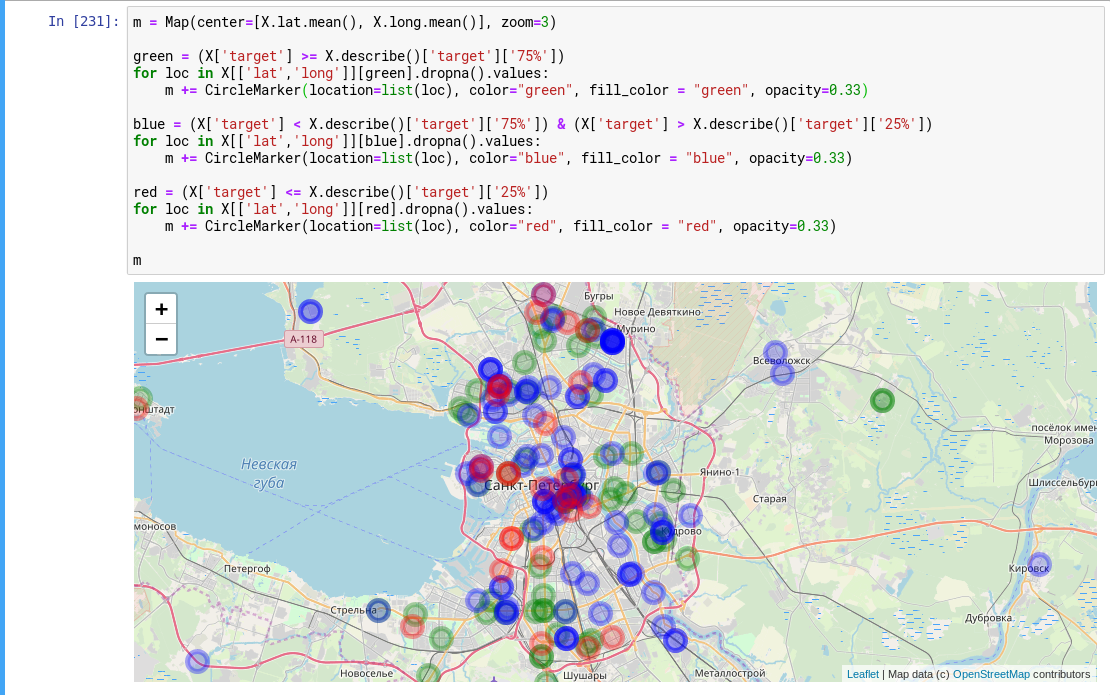 In [231]:
m = Map(center=[X.lat.mean(), X.long.mean()], zoom=3)
green = (X['target'] >= X.describe()['target']['75%'])
for loc in X[['lat','long']][green].dropna().values:
    m += CircleMarker(location=list(loc), color="green", fill_color = "green", opacity=0.33)
blue = (X['target'] < X.describe()['target']['75%']) & (X['target'] > X.describe()['target']['25%'])
for loc in X[['lat','long']][blue].dropna().values:
    m += CircleMarker(location=list(loc), color="blue", fill_color = "blue", opacity=0.33)
red = (X['target'] <= X.describe()['target']['25%'])
for loc in X[['lat','long']][red].dropna().values:
    m += CircleMarker(location=list(loc), color="red", fill_color = "red", opacity=0.33)
m
+
−
Бугры
Новое Девяткино
Мурино
А-118
Всеволожск
нштадт
посёлок имен
Морозова
Невская
губа
Санкт-Петербург
Янино-1
Шлиссельбур
Старая
моносов
Кудрово
Петергоф
Кировск
Стрельна
Дубровка
Новоселье
Шушары
Металлострой
Leaflet | Map data (c) OpenStreetMap contributors